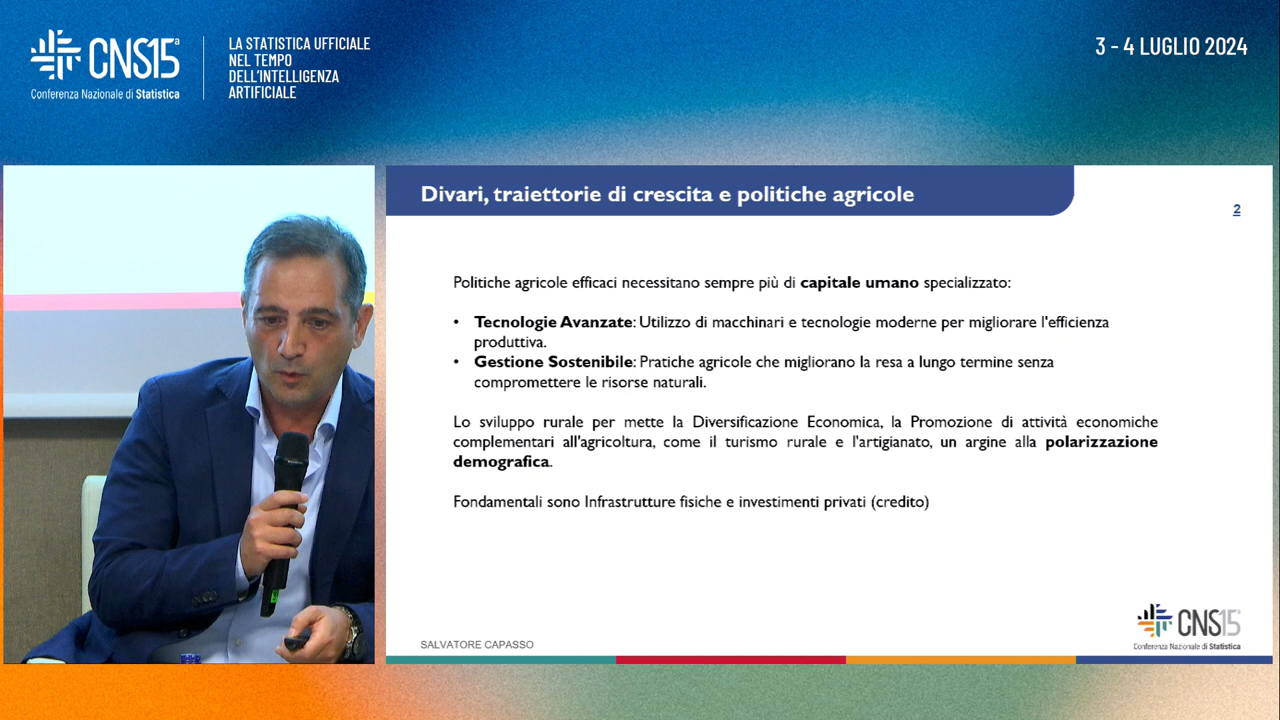 CNS15ª
Conferenza Nazionale di Statistica
LA STATISTICA UFFICIALE
NEL TEMPO
DELL'INTELLIGENZA
ARTIFICIALE
3 - 4 LUGLIO 2024
Divari, traiettorie di crescita e politiche agricole
2
Politiche agricole efficaci necessitano sempre più di capitale umano specializzato:
• Tecnologie Avanzate: Utilizzo di macchinari e tecnologie moderne per migliorare l'efficienza
produttiva.
• Gestione Sostenibile: Pratiche agricole che migliorano la resa a lungo termine senza
compromettere le risorse naturali.
Lo sviluppo rurale per mette la Diversificazione Economica, la Promozione di attività economiche
complementari all'agricoltura, come il turismo rurale e l'artigianato, un argine alla polarizzazione
demografica.
Fondamentali sono Infrastrutture fisiche e investimenti privati (credito)
SALVATORE CAPASSO
CNS15
Conferenza Nazionale di Statistica